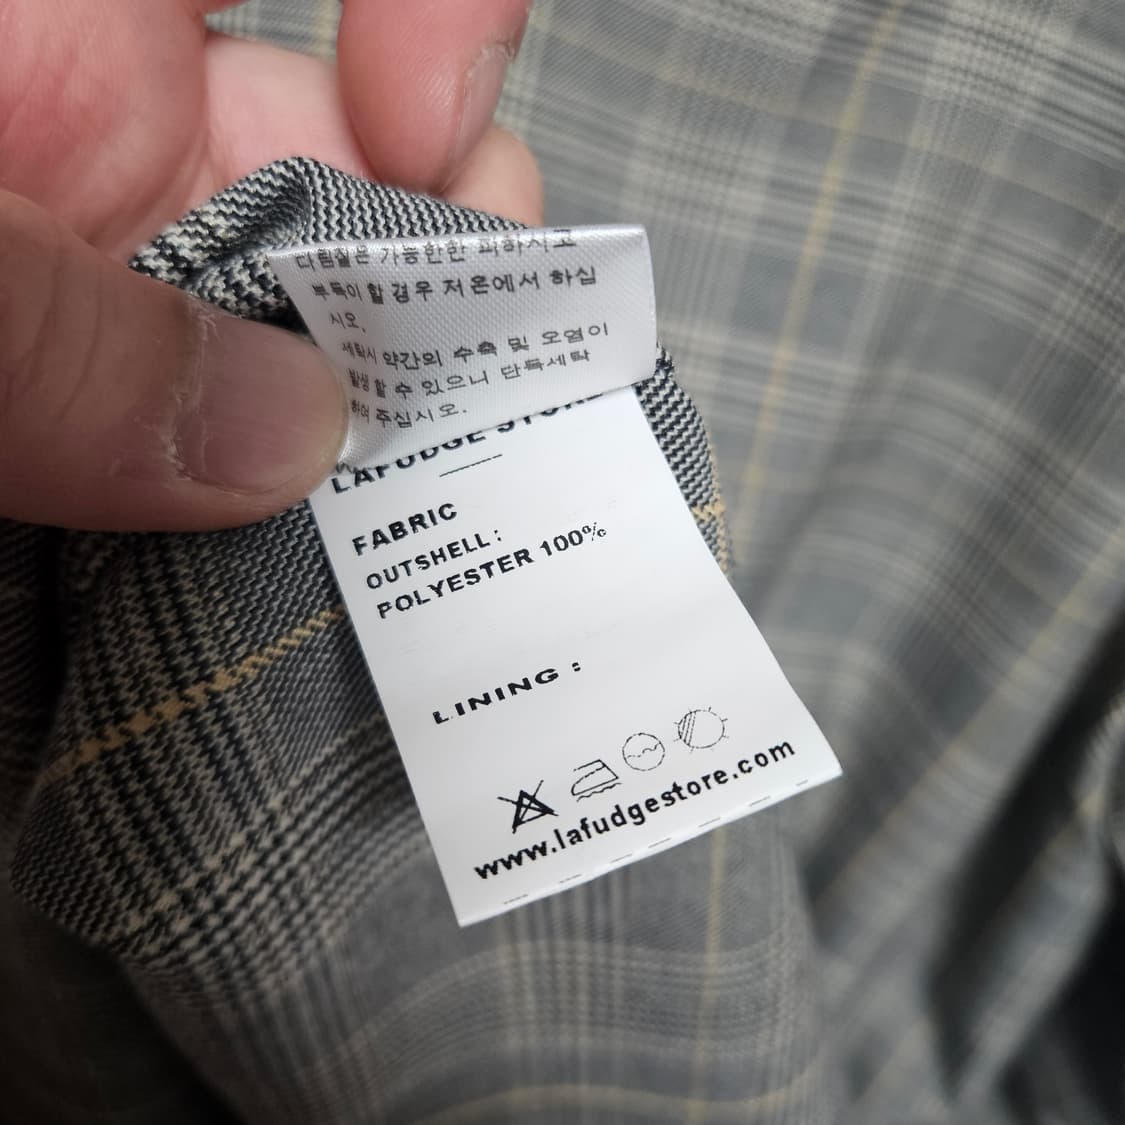 다림질은 가능한한 피하시고
부득이 할 경우 저온에서 하십
시오.
세탁시 약간의 수축 및 오염이
발생 할 수 있으니 단독세탁
하여 주십시오.
LAFUDGE STORE
FABRIC
OUTSHELL :
POLYESTER 100%
LINING :
www.lafudgestore.com